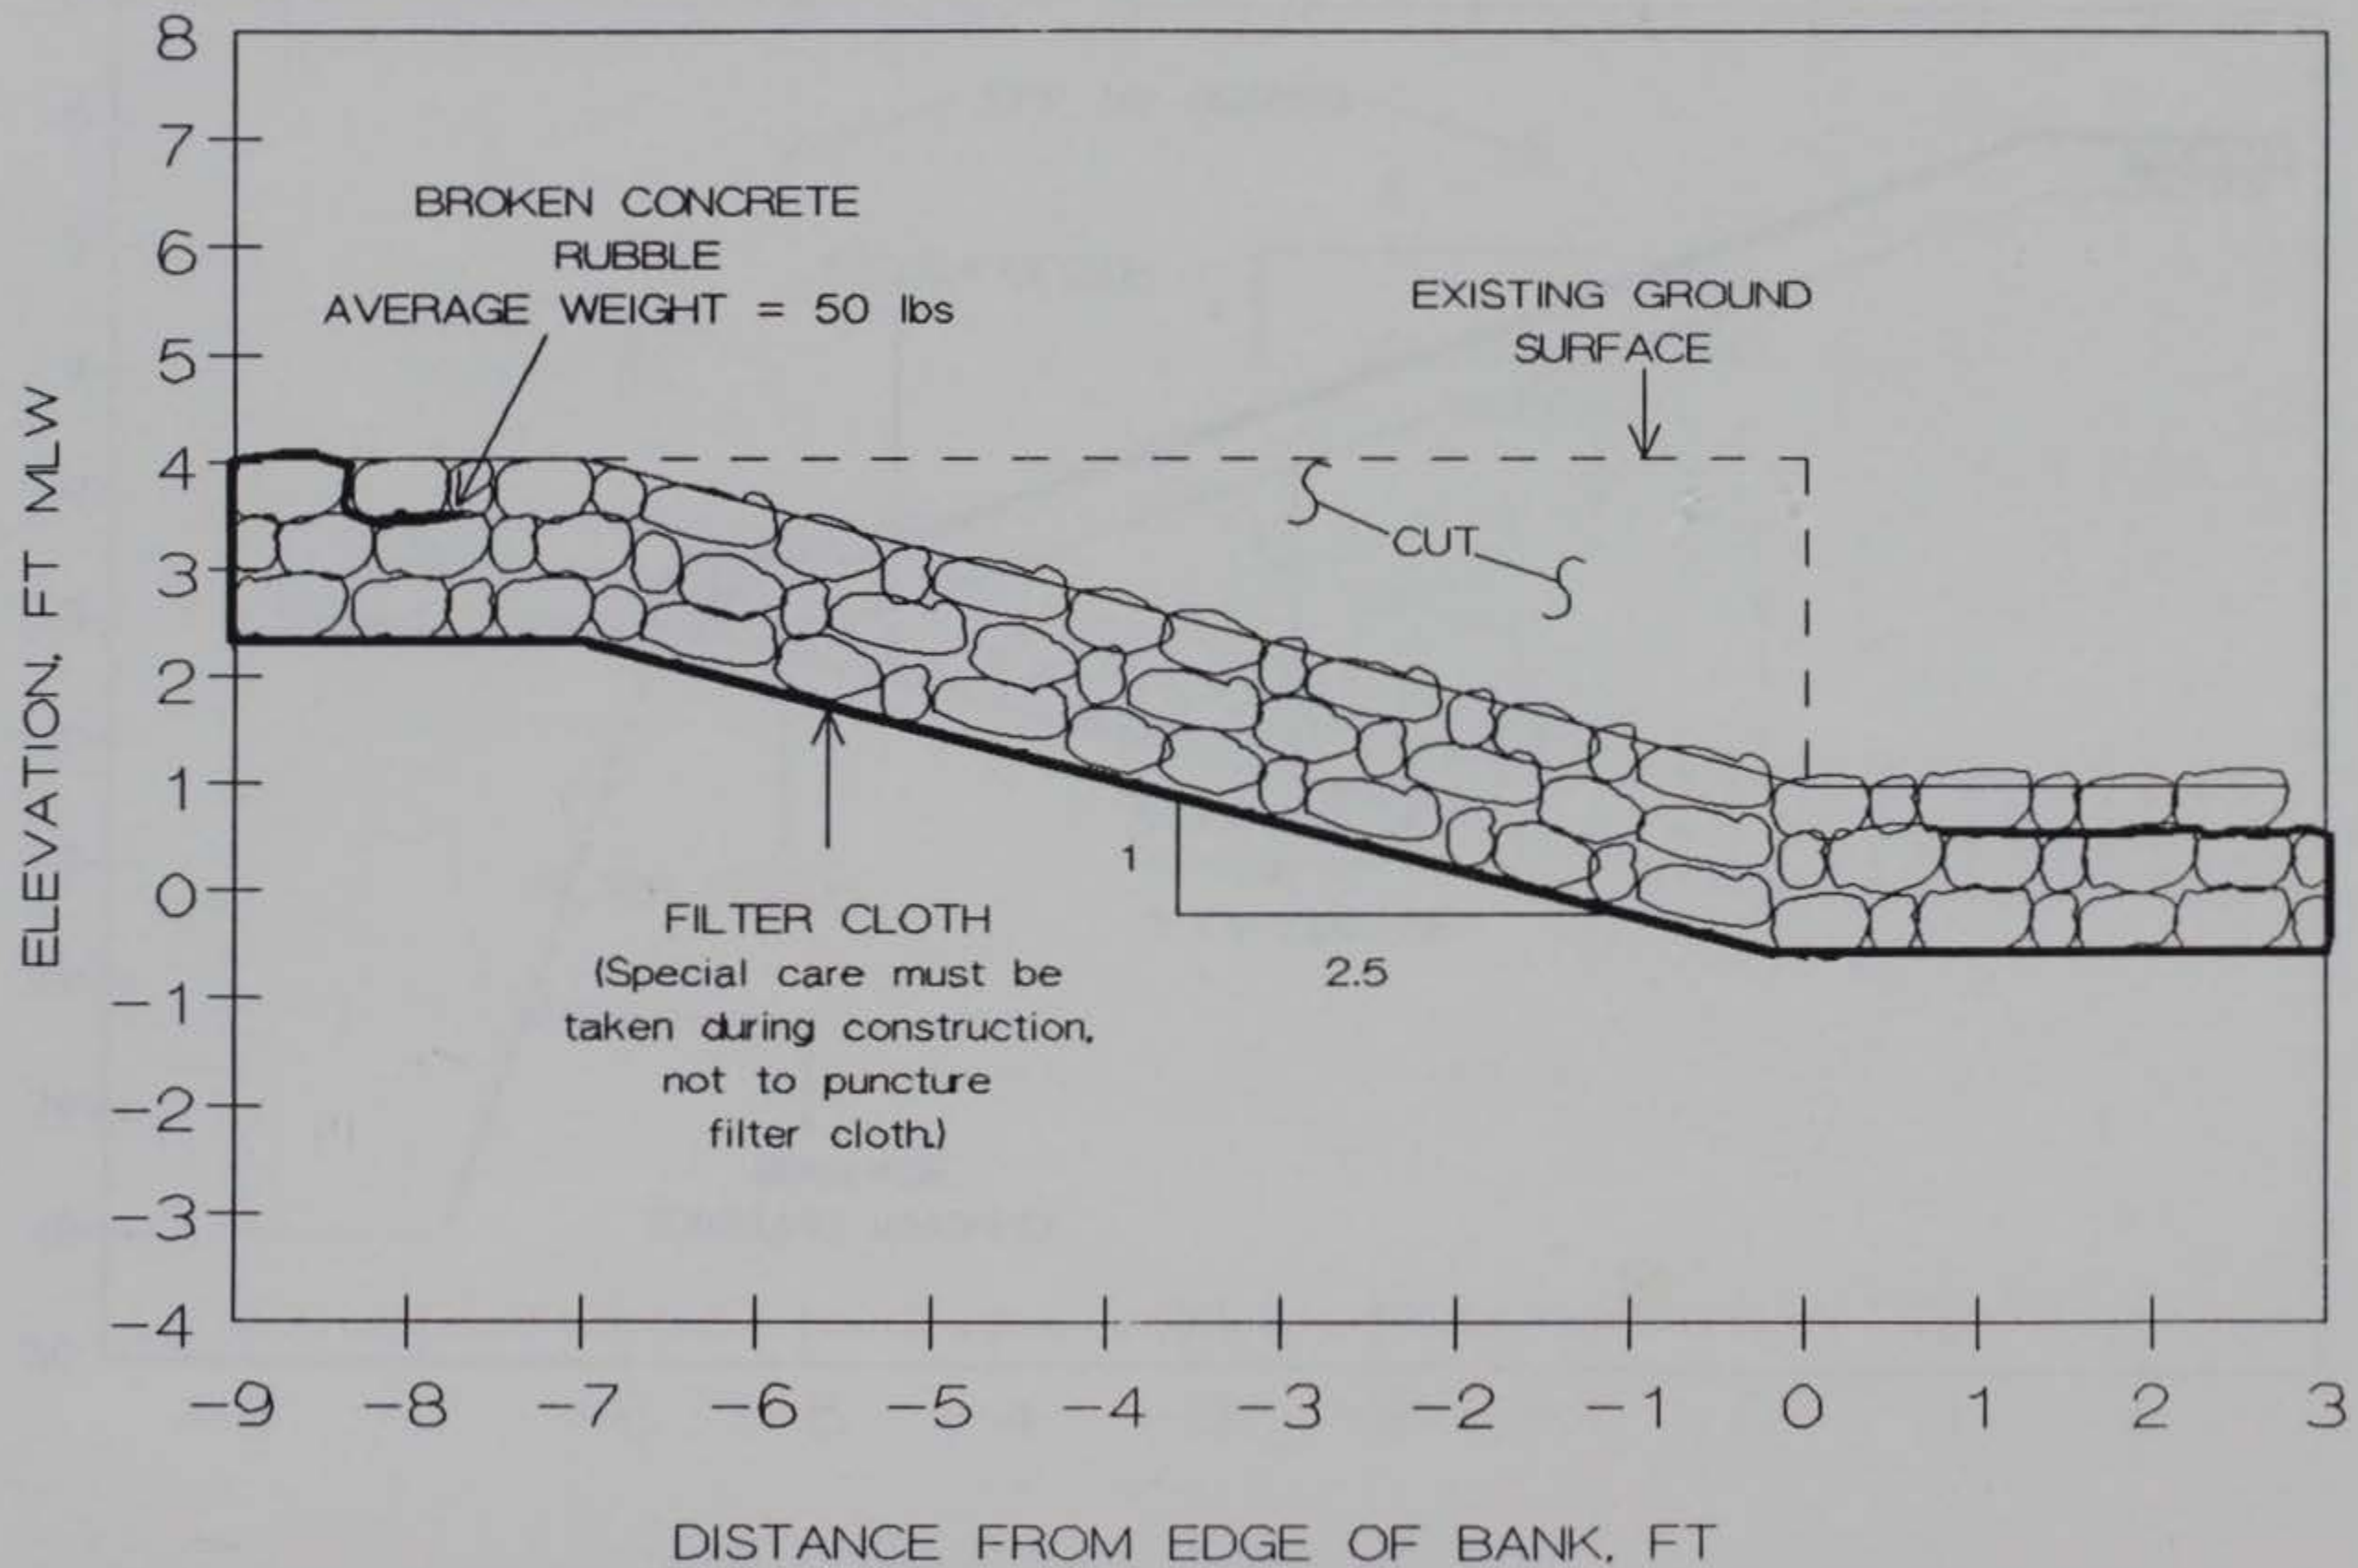 8
7
BROKEN CONCRETE
RUBBLE
AVERAGE WEIGHT = 50 lbs
6
EXISTING GROUND
SURFACE
5
4
CUT
3
2
1
0
-1
-2
-3
-4
ELEVATION, FT MLW
1
2.5
FILTER CLOTH
(Special care must be
taken during construction,
not to puncture
filter cloth.)
-9 -8 -7 -6 -5 -4 -3 -2 -1 0 1 2 3
DISTANCE FROM EDGE OF BANK, FT